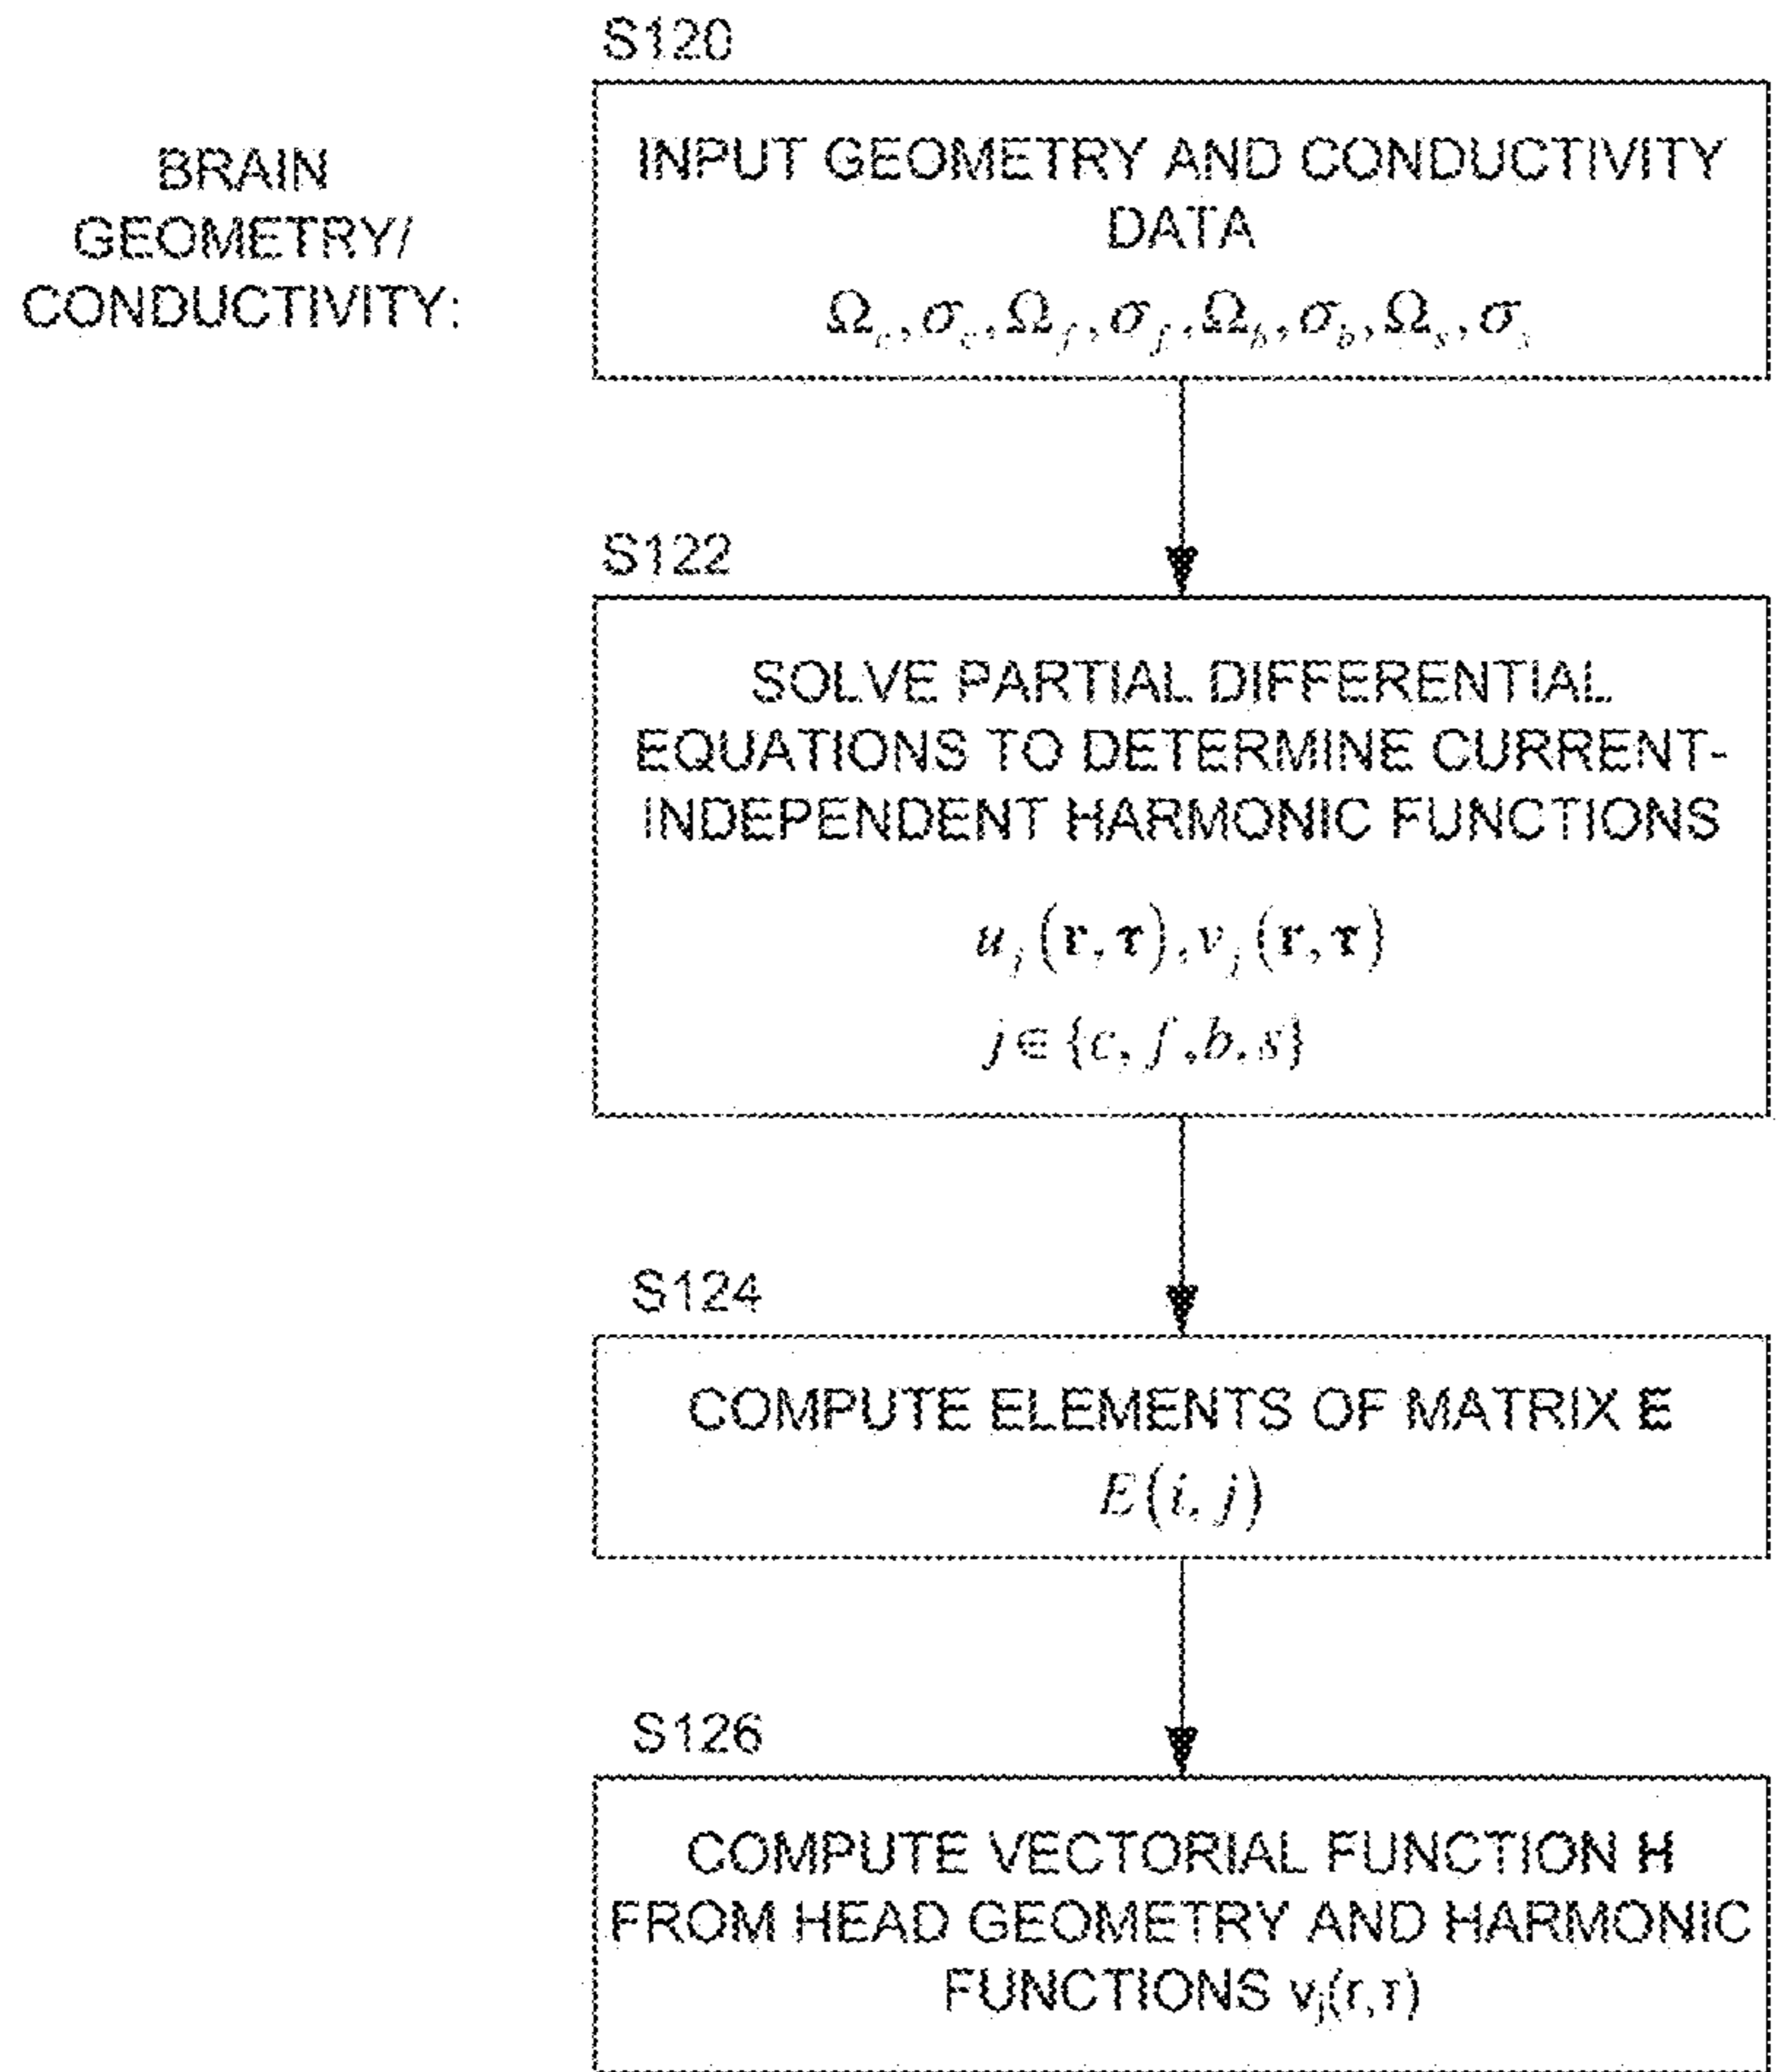 S120
BRAIN
GEOMETRY/
CONDUCTIVITY:
INPUT GEOMETRY AND CONDUCTIVITY
DATA
Ω_c, σ_c, Ω_f, σ_f, Ω_b, σ_b, Ω_s, σ_s
S122
SOLVE PARTIAL DIFFERENTIAL
EQUATIONS TO DETERMINE CURRENT-
INDEPENDENT HARMONIC FUNCTIONS
u_j(r,τ), v_j(r,τ)
j∈{c, f, b, s}
S124
COMPUTE ELEMENTS OF MATRIX E
E(i, j)
S126
COMPUTE VECTORIAL FUNCTION H
FROM HEAD GEOMETRY AND HARMONIC
FUNCTIONS v_j(r,τ)